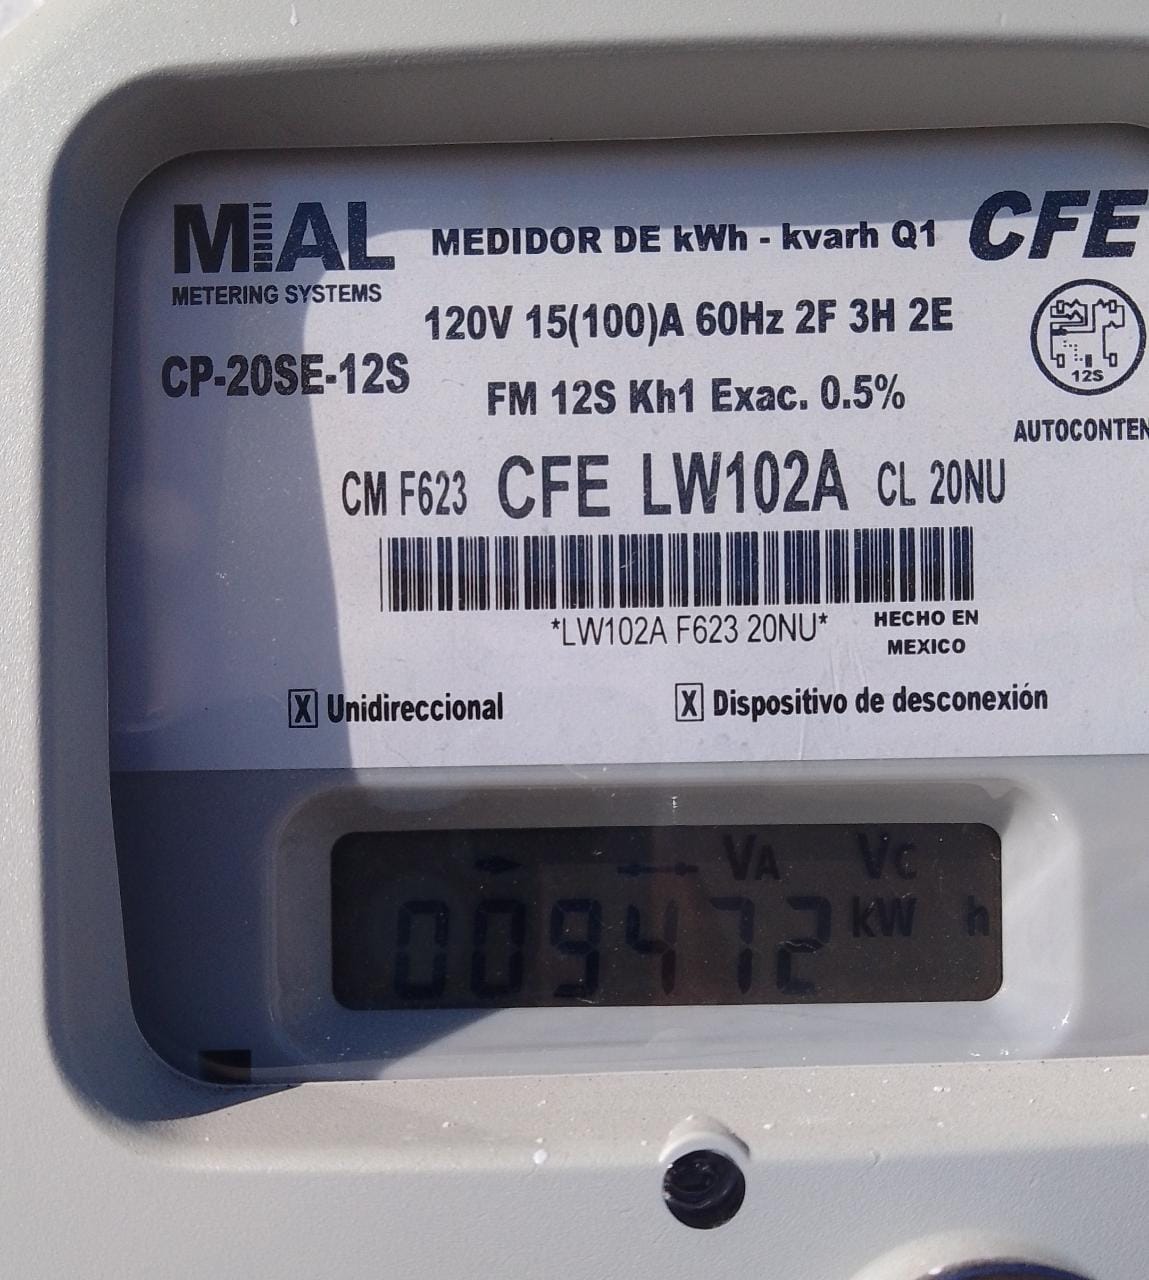 MIAL
METERING SYSTEMS
MEDIDOR DE kWh - kvarh Q1
CFE
120V 15(100)A 60Hz 2F 3H 2E
12S
CP-20SE-12S
FM 12S Kh1 Exac. 0.5%
AUTOCONTEN
CM F623 CFE LW102A CL 20NU
*LW102A F623 20NU*
HECHO EN
MEXICO
X Unidireccional
X Dispositivo de desconexión
VA VC
009472 kW h